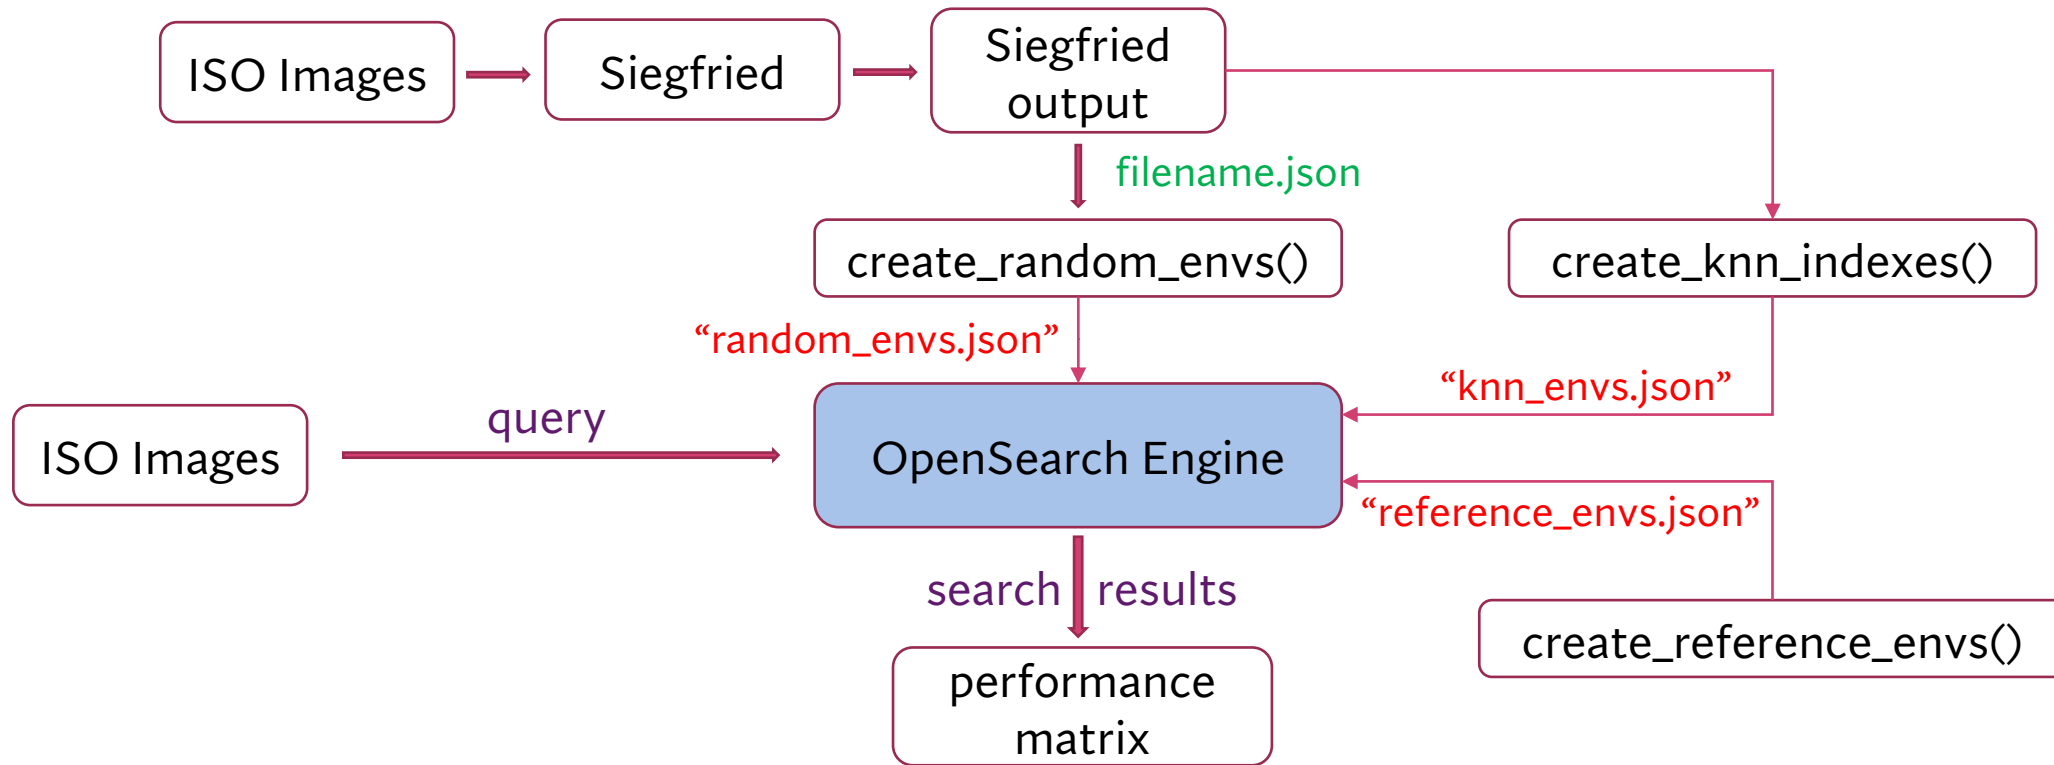 ISO Images
Siegfried
Siegfried
output
filename.json
create_random_envs()
create_knn_indexes()
“random_envs.json”
“knn_envs.json”
ISO Images
query
OpenSearch Engine
“reference_envs.json”
search results
create_reference_envs()
performance
matrix